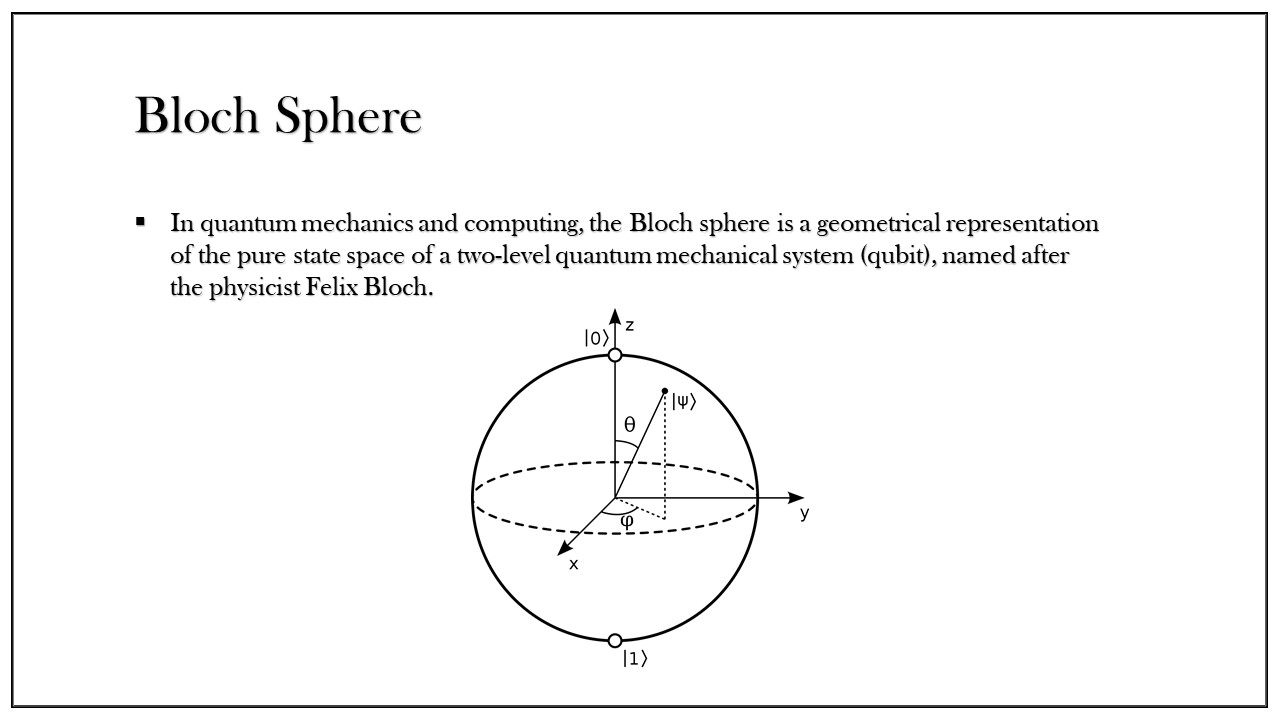 Bloch Sphere
▪ In quantum mechanics and computing, the Bloch sphere is a geometrical representation
of the pure state space of a two-level quantum mechanical system (qubit), named after
the physicist Felix Bloch.
z
|0⟩
|ψ⟩
θ
φ
y
x
|1⟩